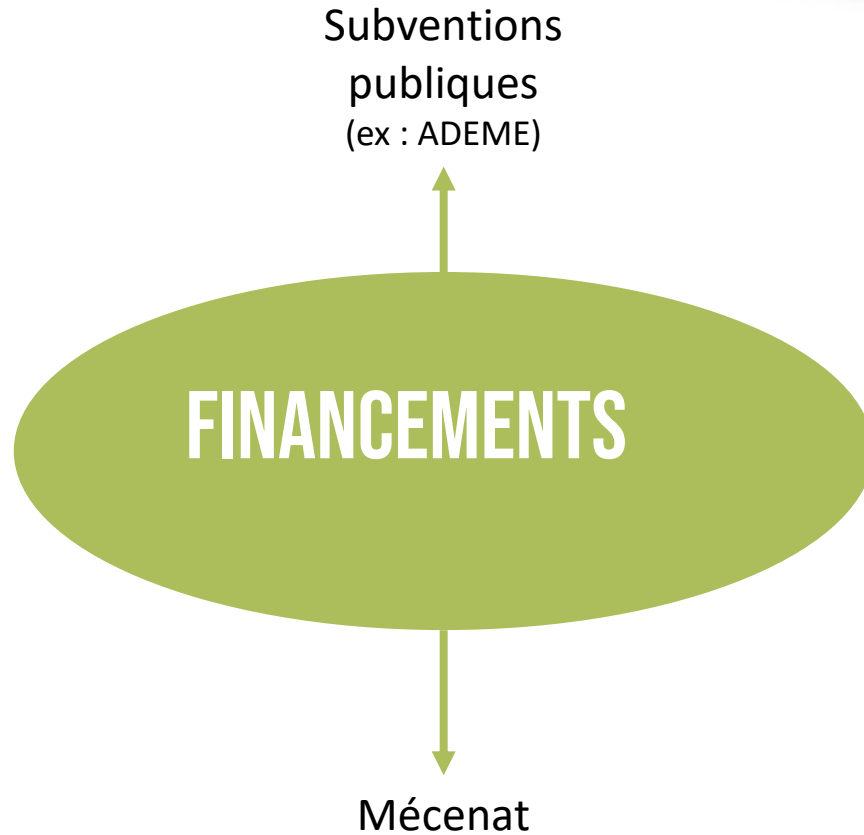 Subventions
publiques
(ex : ADEME)
FINANCEMENTS
Mécenat